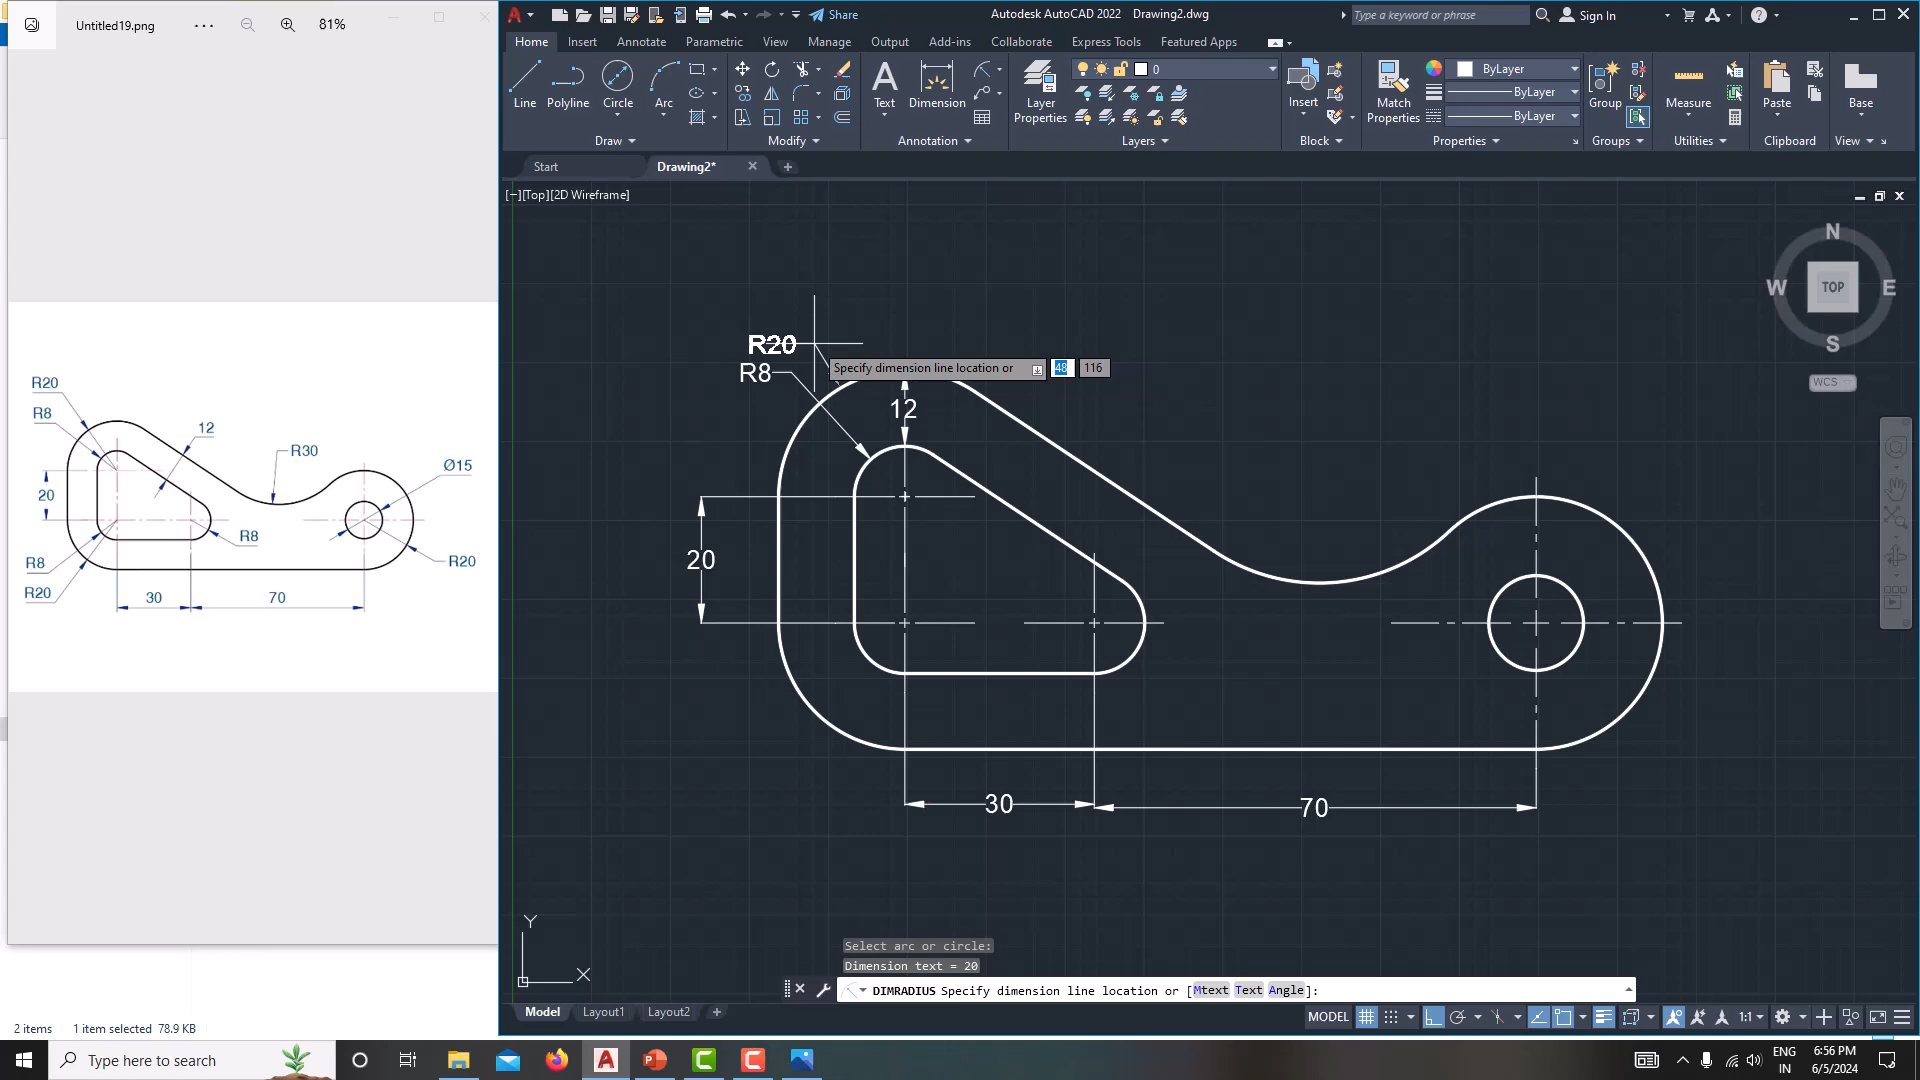 Untitled19.png
81%
Share
Autodesk AutoCAD 2022 Drawing2.dwg
Type a keyword or phrase
Sign In
Home Insert Annotate Parametric View Manage Output Add-ins Collaborate Express Tools Featured Apps
Line Polyline Circle Arc
Text Dimension
Layer Properties
0
Insert
Match Properties
ByLayer
ByLayer
ByLayer
Group
Measure
Paste
Base
Draw Modify Annotation Layers Block Properties Groups Utilities Clipboard View
Start Drawing2*
[−][Top][2D Wireframe]
N
W TOP E
S
WCS
R20
R8
Specify dimension line location or 48 116
12
20
30
70
R20
R8
12
R30
Ø15
20
R8
R8
R20
R20
30
70
Y
X
Select arc or circle:
Dimension text = 20
DIMRADIUS Specify dimension line location or [Mtext Text Angle]:
Model Layout1 Layout2
MODEL
1:1
2 items 1 item selected 78.9 KB
Type here to search
ENG
IN
6:56 PM
6/5/2024